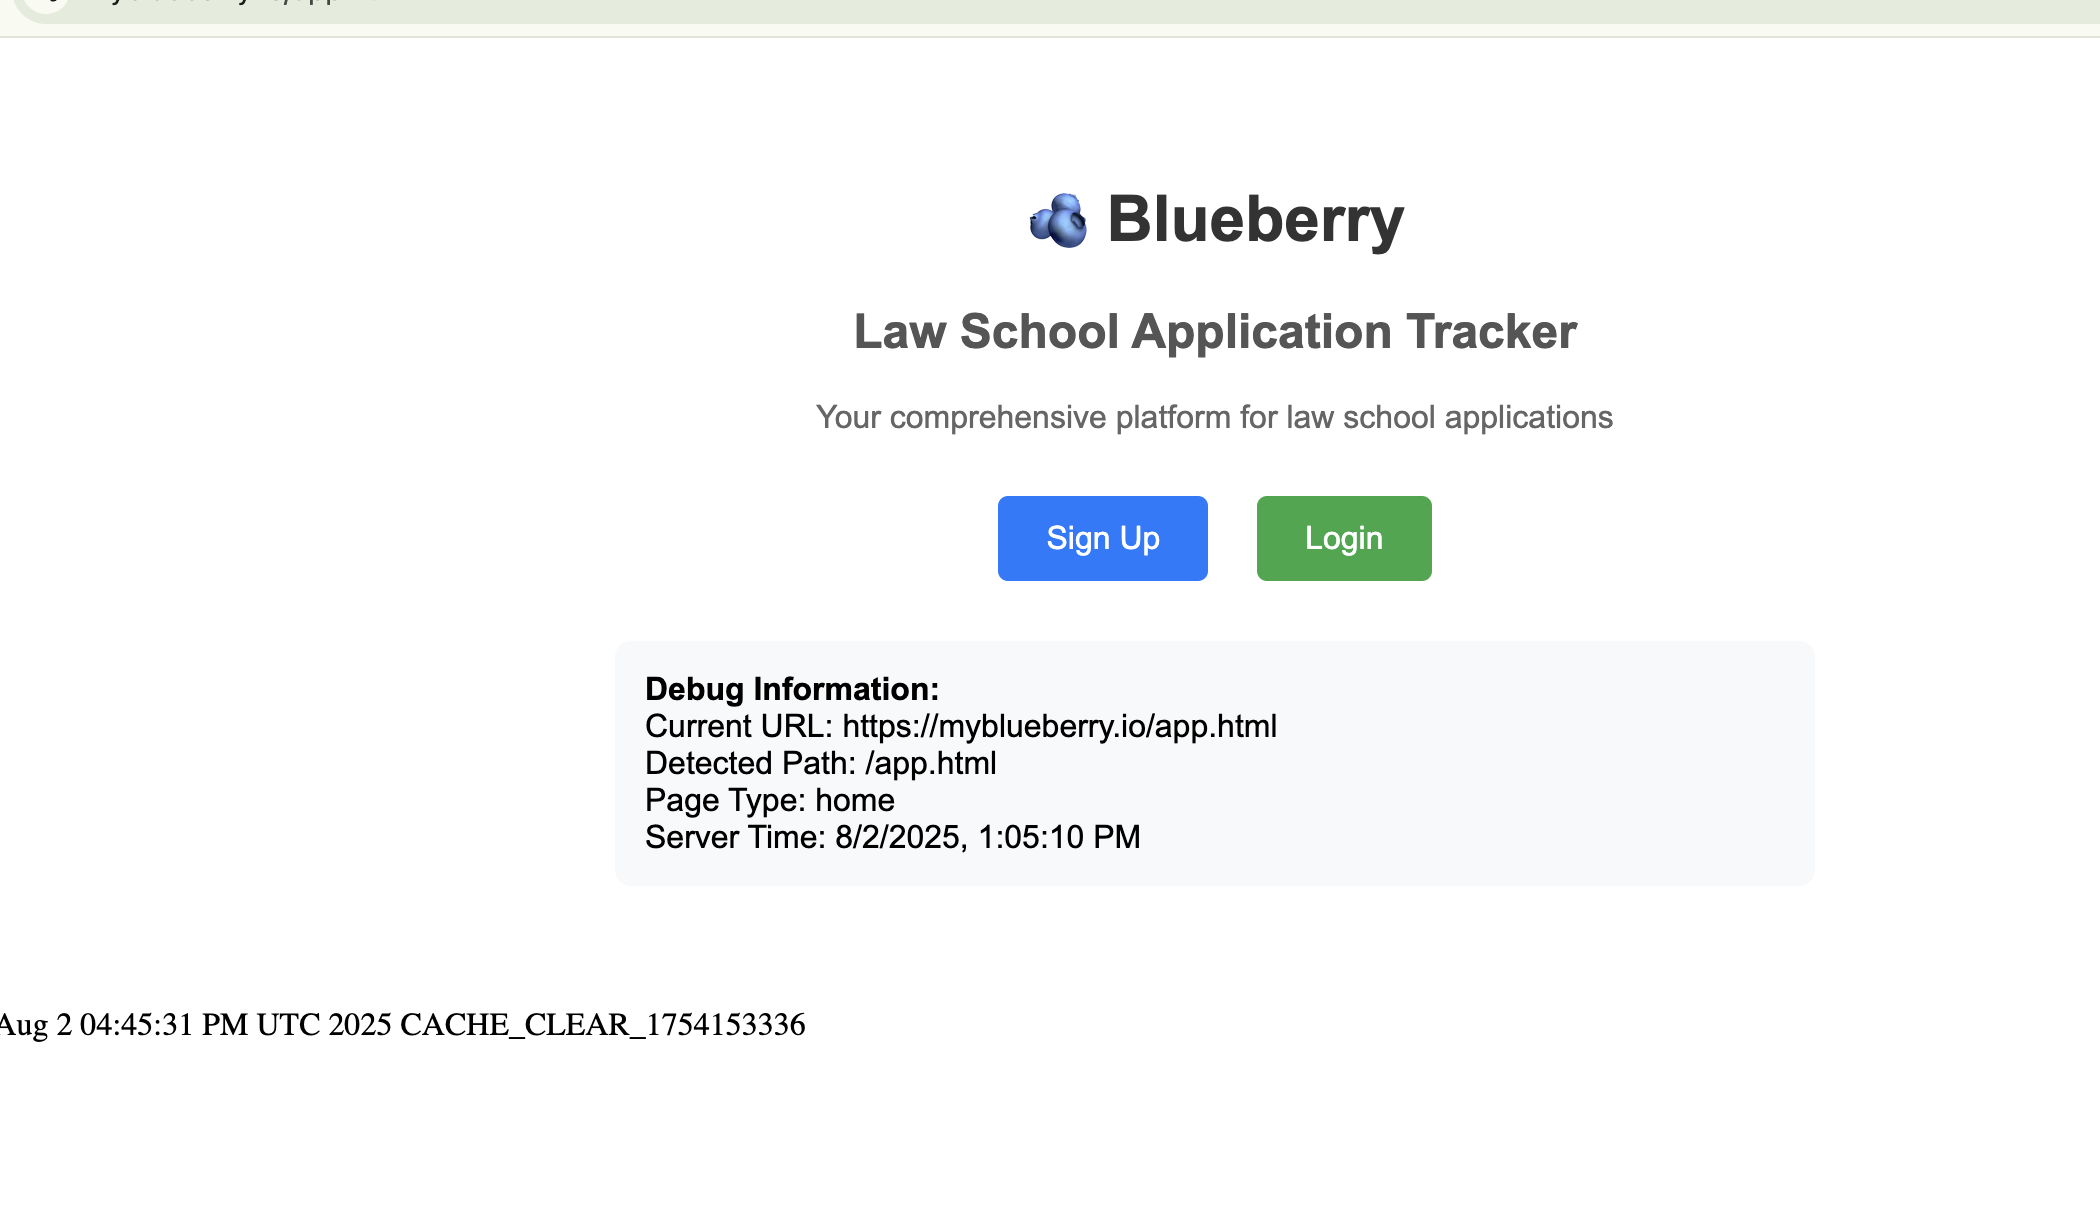 Blueberry
Law School Application Tracker
Your comprehensive platform for law school applications
Sign Up Login
Debug Information:
Current URL: https://myblueberry.io/app.html
Detected Path: /app.html
Page Type: home
Server Time: 8/2/2025, 1:05:10 PM
Aug 2 04:45:31 PM UTC 2025 CACHE_CLEAR_1754153336